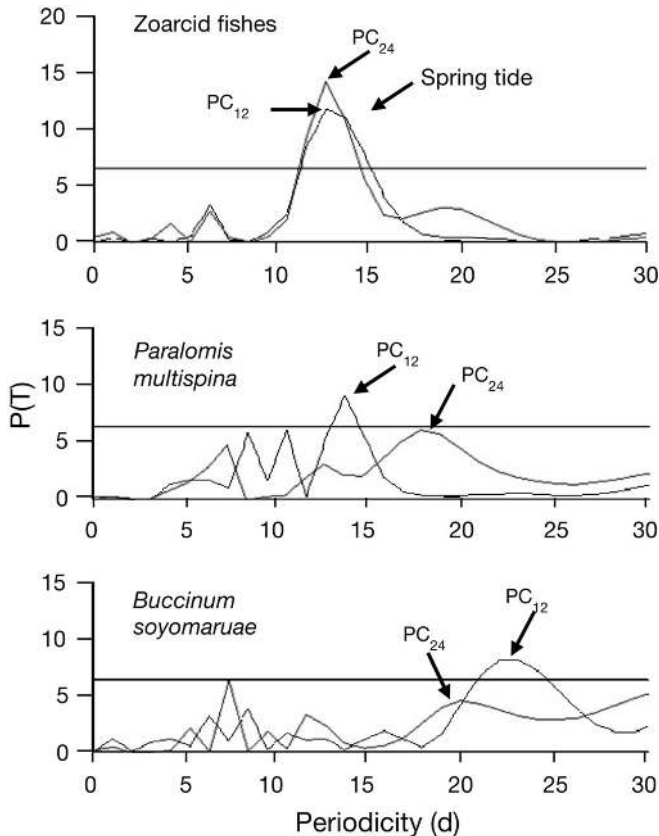 20
Zoarcid fishes
PC24
15
Spring tide
PC12
10
5
0
0 5 10 15 20 25 30
15
Paralomis
multispina
PC12
PC24
10
P(T)
5
0
0 5 10 15 20 25 30
15
Buccinum
soyomaruae
PC12
PC24
10
5
0
0 5 10 15 20 25 30
Periodicity (d)